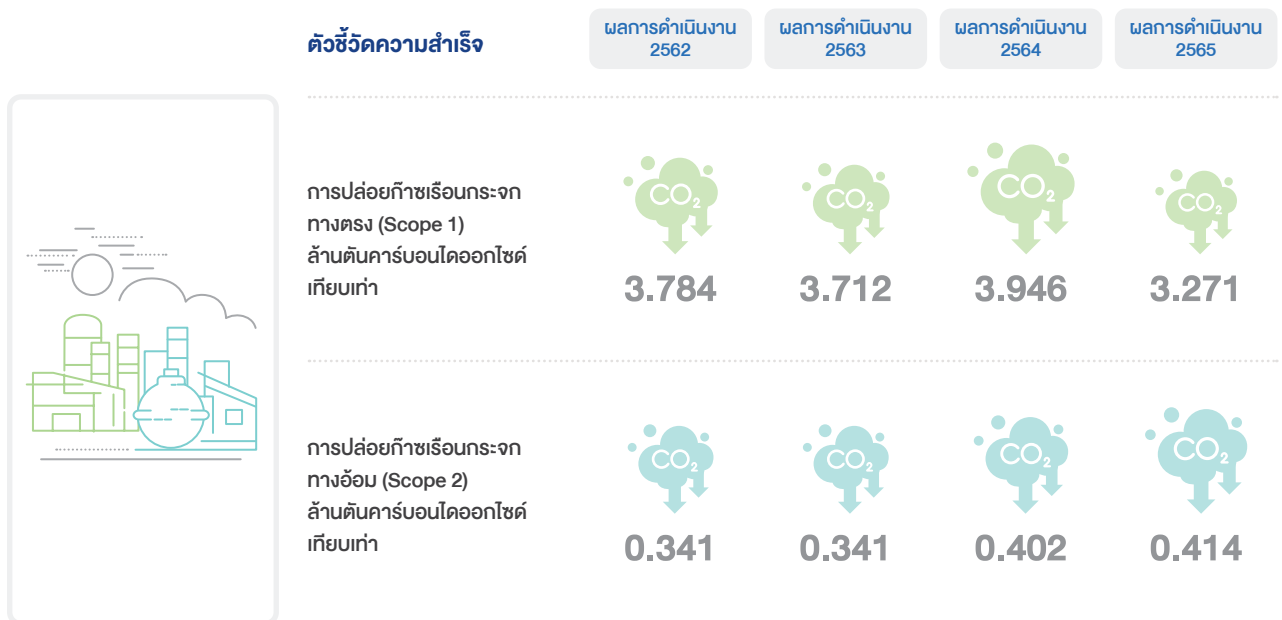 ตัวชี้วัดความสำเร็จ
ผลการดำเนินงาน
2562
ผลการดำเนินงาน
2563
ผลการดำเนินงาน
2564
ผลการดำเนินงาน
2565
การปล่อยก๊าซเรือนกระจก
ทางตรง (Scope 1)
ล้านตันคาร์บอนไดออกไซด์
เทียบเท่า
CO2
CO2
CO2
CO2
3.784
3.712
3.946
3.271
การปล่อยก๊าซเรือนกระจก
ทางอ้อม (Scope 2)
ล้านตันคาร์บอนไดออกไซด์
เทียบเท่า
CO2
CO2
CO2
CO2
0.341
0.341
0.402
0.414